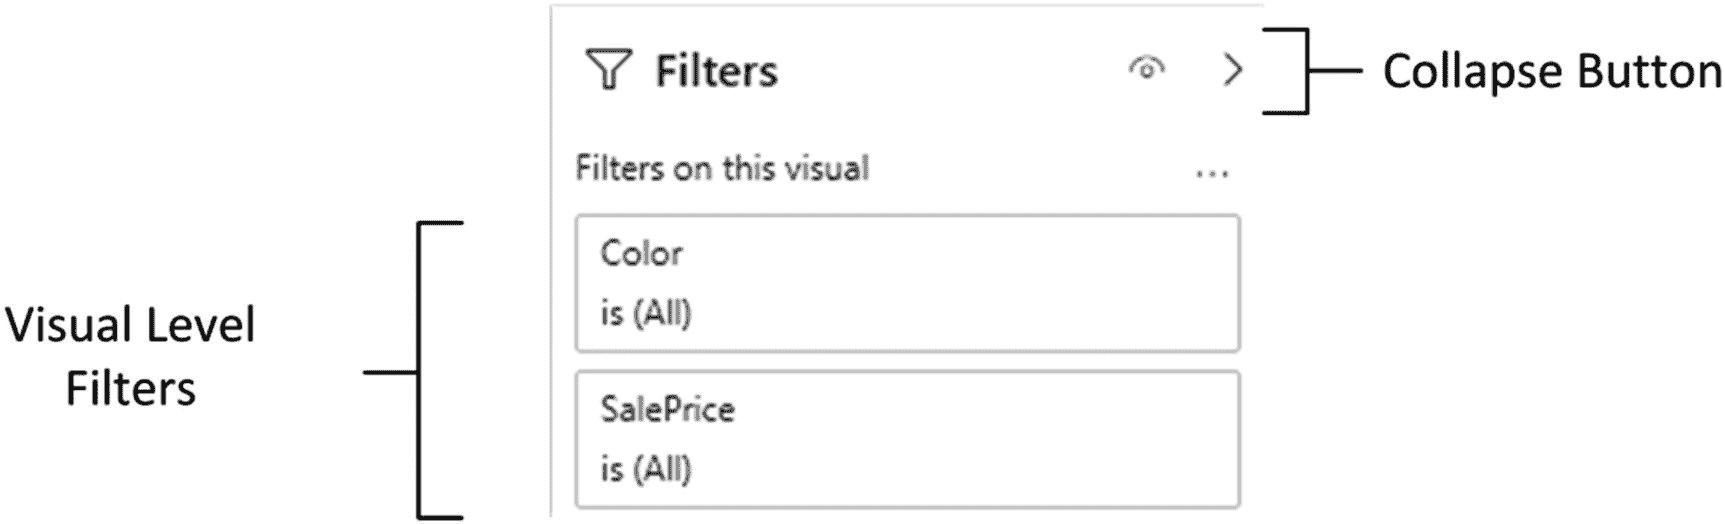 Filters
Collapse Button
Filters on this visual
...
Color
is (All)
Visual Level
Filters
SalePrice
is (All)